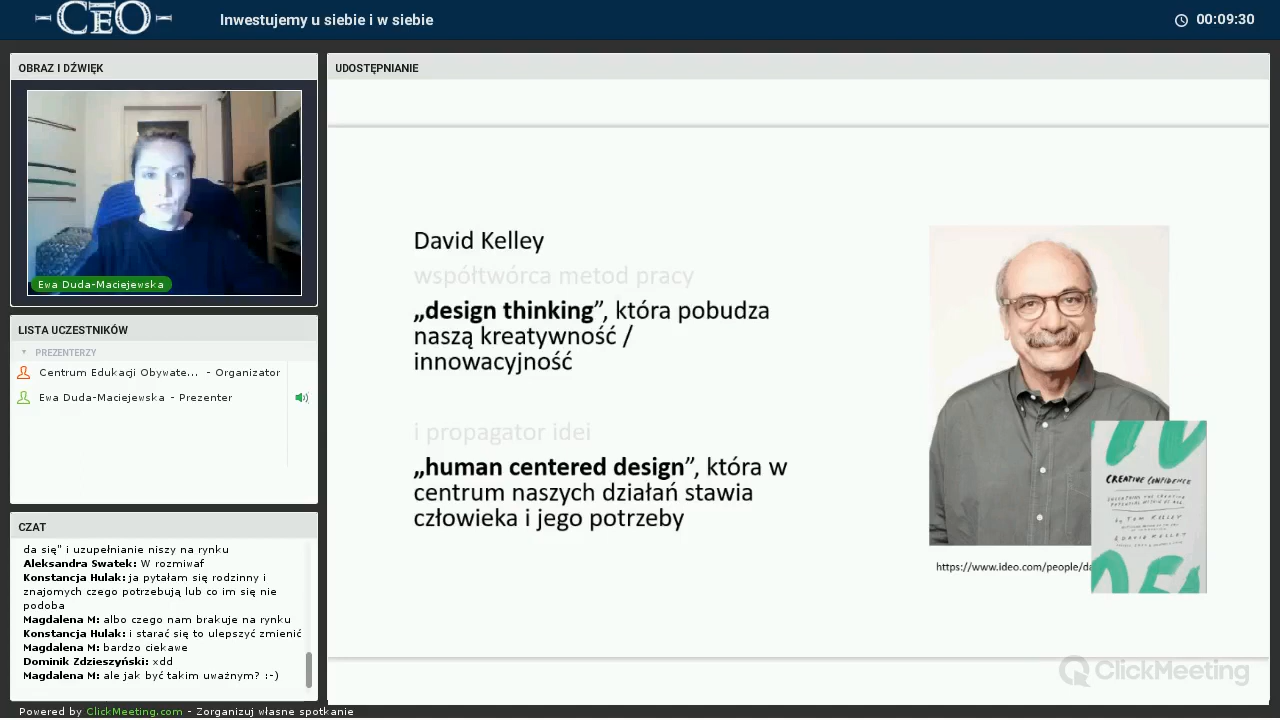 CEO
Inwestujemy u siebie i w siebie
00:09:30
OBRAZ I DŹWIĘK
Ewa Duda-Maciejewska
LISTA UCZESTNIKÓW
PREZENTERZY
Centrum Edukacji Obywate... - Organizator
Ewa Duda-Maciejewska - Prezenter
CZAT
da się" i uzupełnianie niszy na rynku
Aleksandra Swatek: W rozmiwaf
Konstancja Hulak: ja pytałam się rodzinny i
znajomych czego potrzebują lub co im się nie
podoba
Magdalena M: albo czego nam brakuje na rynku
Konstancja Hulak: i starać się to ulepszyć zmienić
Magdalena M: bardzo ciekawe
Dominik Zdzieszyński: xdd
Magdalena M: ale jak być takim uważnym? :-)
Powered by ClickMeeting.com - Zorganizuj własne spotkanie
UDOSTĘPNIANIE
David Kelley
współtwórca metod pracy
„design thinking”, która pobudza
naszą kreatywność /
innowacyjność
i propagator idei
„human centered design”, która w
centrum naszych działań stawia
człowieka i jego potrzeby
CREATIVE CONFIDENCE
by TOM KELLEY
& DAVID KELLEY
https://www.ideo.com/people/da
ClickMeeting